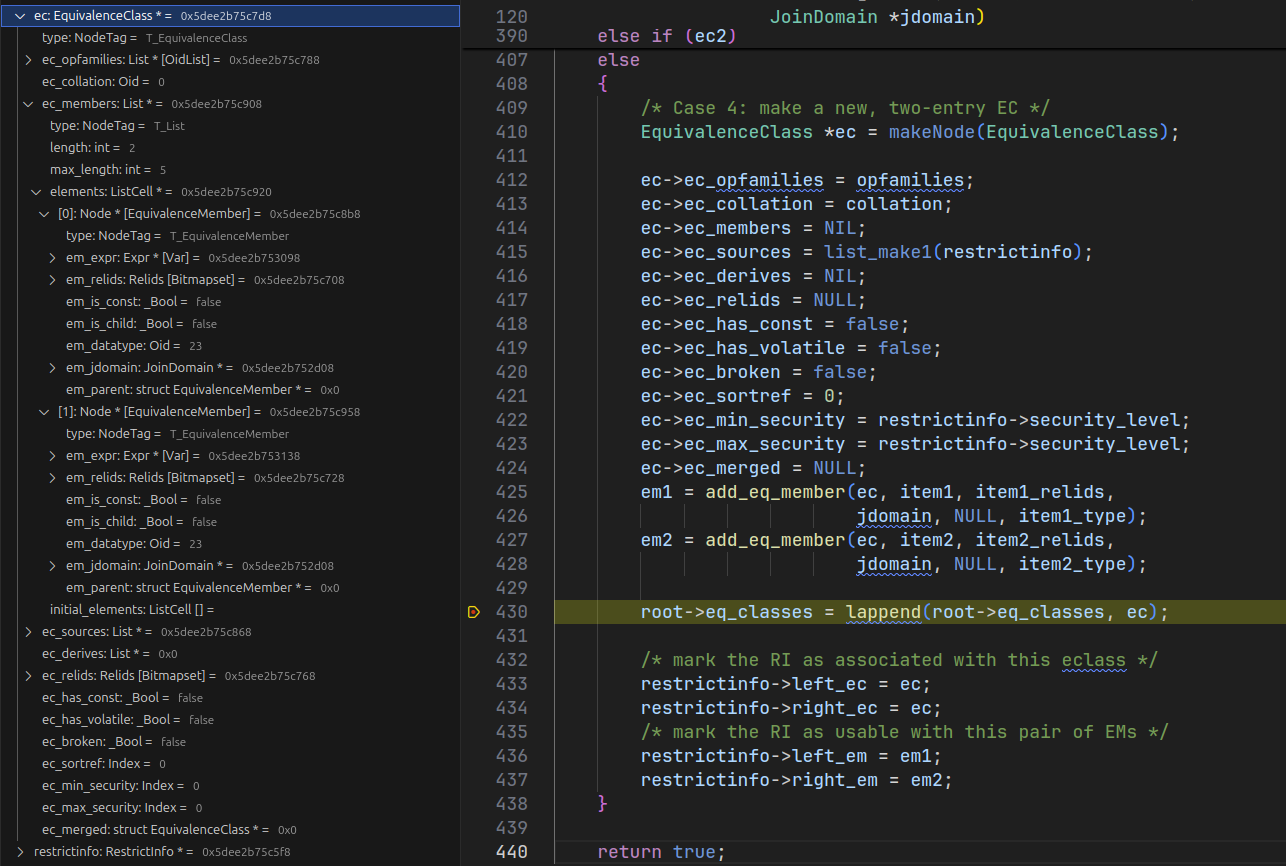 ec: EquivalenceClass * = 0x5dee2b75c7d8
type: NodeTag = T_EquivalenceClass
ec_opfamilies: List * [OidList] = 0x5dee2b75c788
ec_collation: Oid = 0
ec_members: List * = 0x5dee2b75c908
type: NodeTag = T_List
length: int = 2
max_length: int = 5
elements: ListCell * = 0x5dee2b75c920
[0]: Node * [EquivalenceMember] = 0x5dee2b75c8b8
type: NodeTag = T_EquivalenceMember
em_expr: Expr * [Var] = 0x5dee2b753098
em_relids: Relids [Bitmapset] = 0x5dee2b75c708
em_is_const: _Bool = false
em_is_child: _Bool = false
em_datatype: Oid = 23
em_jdomain: JoinDomain * = 0x5dee2b752d08
em_parent: struct EquivalenceMember * = 0x0
[1]: Node * [EquivalenceMember] = 0x5dee2b75c958
type: NodeTag = T_EquivalenceMember
em_expr: Expr * [Var] = 0x5dee2b753138
em_relids: Relids [Bitmapset] = 0x5dee2b75c728
em_is_const: _Bool = false
em_is_child: _Bool = false
em_datatype: Oid = 23
em_jdomain: JoinDomain * = 0x5dee2b752d08
em_parent: struct EquivalenceMember * = 0x0
initial_elements: ListCell [] =
ec_sources: List * = 0x5dee2b75c868
ec_derives: List * = 0x0
ec_relids: Relids [Bitmapset] = 0x5dee2b75c768
ec_has_const: _Bool = false
ec_has_volatile: _Bool = false
ec_broken: _Bool = false
ec_sortref: Index = 0
ec_min_security: Index = 0
ec_max_security: Index = 0
ec_merged: struct EquivalenceClass * = 0x0
restrictinfo: RestrictInfo * = 0x5dee2b75c5f8
120 JoinDomain *jdomain)
390 else if (ec2)
407 else
408 {
409 /* Case 4: make a new, two-entry EC */
410 EquivalenceClass *ec = makeNode(EquivalenceClass);
411
412 ec->ec_opfamilies = opfamilies;
413 ec->ec_collation = collation;
414 ec->ec_members = NIL;
415 ec->ec_sources = list_make1(restrictinfo);
416 ec->ec_derives = NIL;
417 ec->ec_relids = NULL;
418 ec->ec_has_const = false;
419 ec->ec_has_volatile = false;
420 ec->ec_broken = false;
421 ec->ec_sortref = 0;
422 ec->ec_min_security = restrictinfo->security_level;
423 ec->ec_max_security = restrictinfo->security_level;
424 ec->ec_merged = NULL;
425 em1 = add_eq_member(ec, item1, item1_relids,
426 jdomain, NULL, item1_type);
427 em2 = add_eq_member(ec, item2, item2_relids,
428 jdomain, NULL, item2_type);
429
430 root->eq_classes = lappend(root->eq_classes, ec);
431
432 /* mark the RI as associated with this eclass */
433 restrictinfo->left_ec = ec;
434 restrictinfo->right_ec = ec;
435 /* mark the RI as usable with this pair of EMs */
436 restrictinfo->left_em = em1;
437 restrictinfo->right_em = em2;
438 }
439
440 return true;